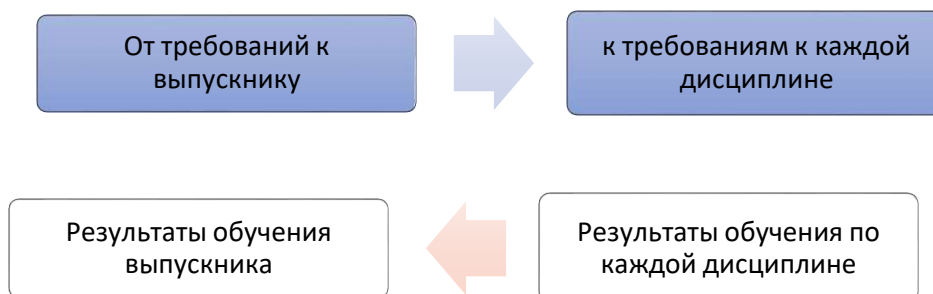 От требований к
выпускнику
к требованиям к каждой
дисциплине
Результаты обучения
выпускника
Результаты обучения по
каждой дисциплине